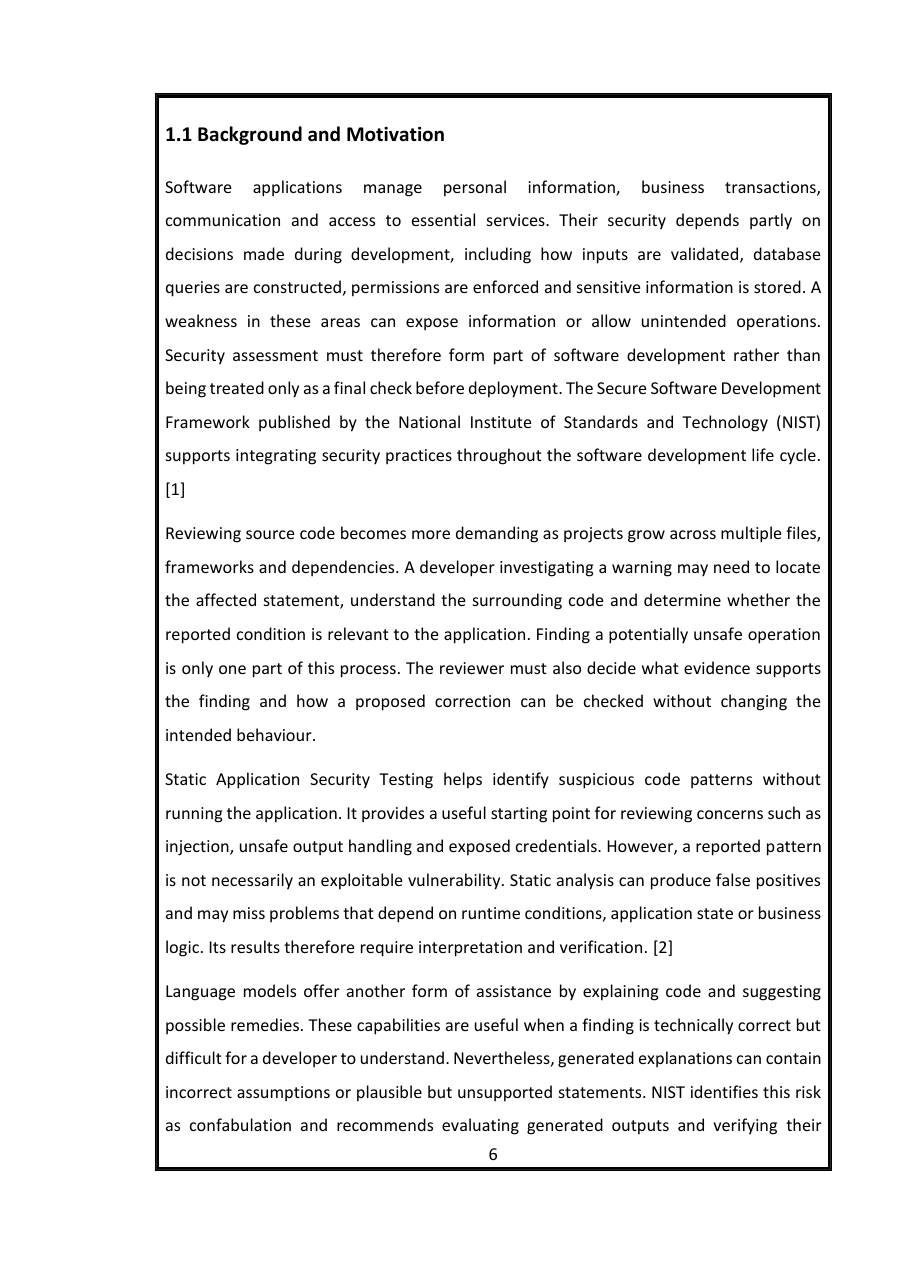 1.1 Background and Motivation
Software applications manage personal information, business transactions,
communication and access to essential services. Their security depends partly on
decisions made during development, including how inputs are validated, database
queries are constructed, permissions are enforced and sensitive information is stored. A
weakness in these areas can expose information or allow unintended operations.
Security assessment must therefore form part of software development rather than
being treated only as a final check before deployment. The Secure Software Development
Framework published by the National Institute of Standards and Technology (NIST)
supports integrating security practices throughout the software development life cycle.
[1]
Reviewing source code becomes more demanding as projects grow across multiple files,
frameworks and dependencies. A developer investigating a warning may need to locate
the affected statement, understand the surrounding code and determine whether the
reported condition is relevant to the application. Finding a potentially unsafe operation
is only one part of this process. The reviewer must also decide what evidence supports
the finding and how a proposed correction can be checked without changing the
intended behaviour.
Static Application Security Testing helps identify suspicious code patterns without
running the application. It provides a useful starting point for reviewing concerns such as
injection, unsafe output handling and exposed credentials. However, a reported pattern
is not necessarily an exploitable vulnerability. Static analysis can produce false positives
and may miss problems that depend on runtime conditions, application state or business
logic. Its results therefore require interpretation and verification. [2]
Language models offer another form of assistance by explaining code and suggesting
possible remedies. These capabilities are useful when a finding is technically correct but
difficult for a developer to understand. Nevertheless, generated explanations can contain
incorrect assumptions or plausible but unsupported statements. NIST identifies this risk
as confabulation and recommends evaluating generated outputs and verifying their
6